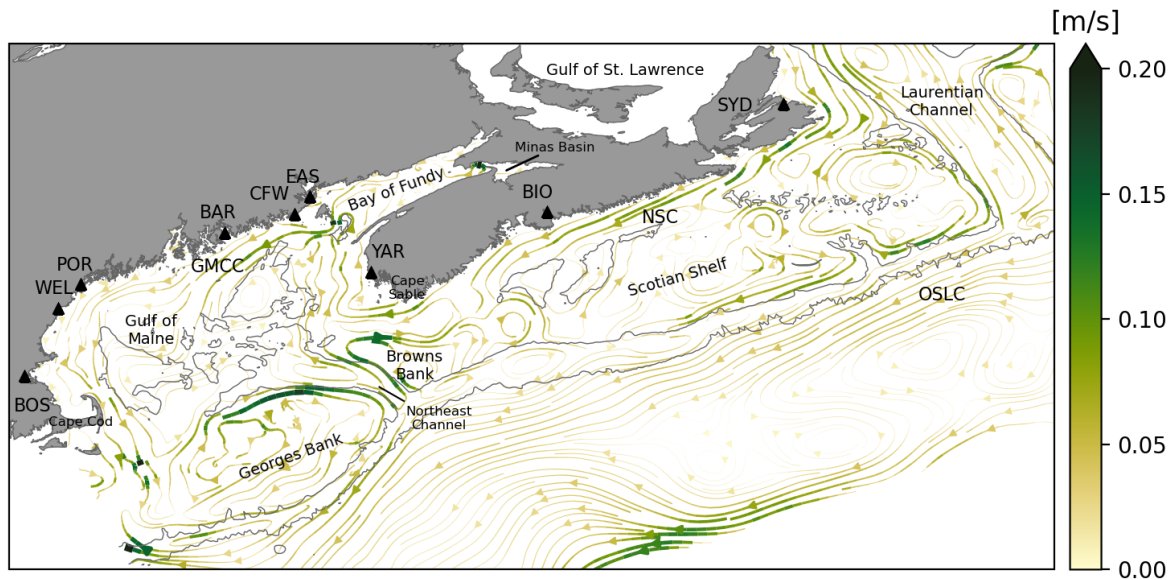 [m/s]
Gulf of St. Lawrence
Laurentian
Channel
SYD
0.20
Minas Basin
EAS
Bay of Fundy
CFW
BIO
BAR
NSC
0.15
YAR
GMCC
POR
Cape
Sable
Scotian Shelf
WEL
OSLC
0.10
Gulf of
Maine
Browns
Bank
BOS
Northeast
Channel
Cape Cod
Georges Bank
0.05
0.00